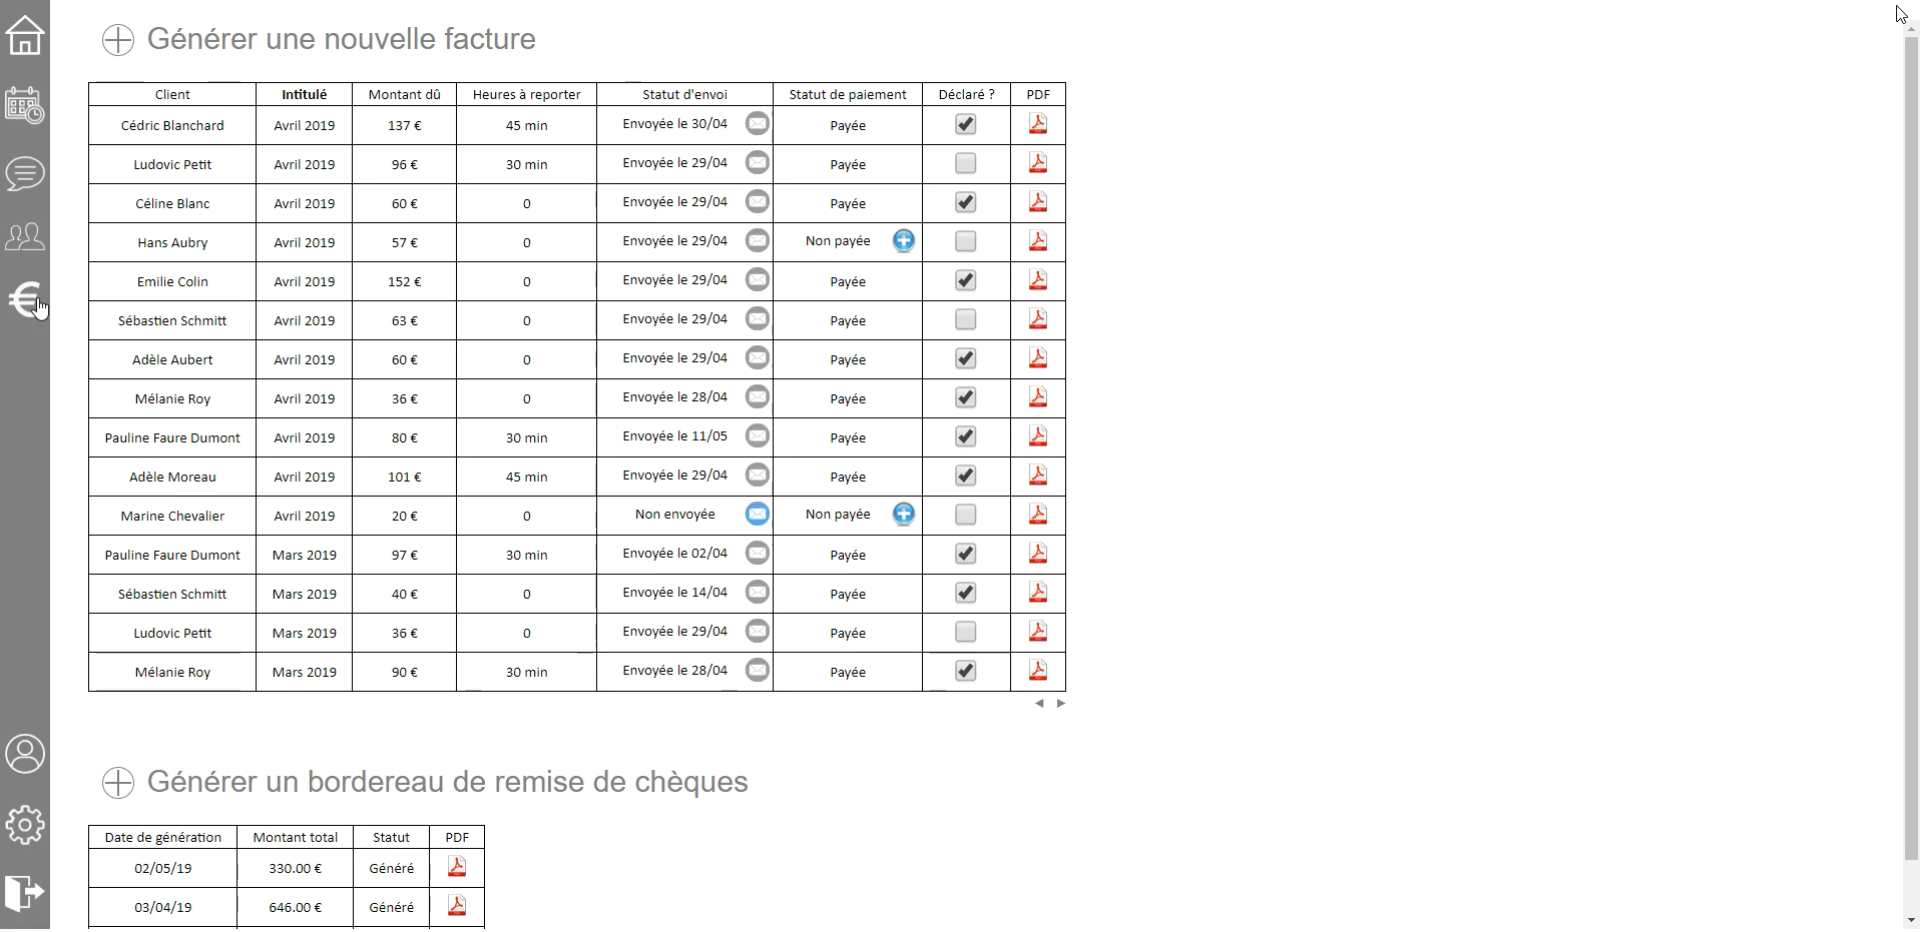 Générer une nouvelle facture
Client Intitulé Montant dû Heures à reporter Statut d'envoi Statut de paiement Déclaré ? PDF
Cédric Blanchard Avril 2019 137 € 45 min Envoyée le 30/04 Payée
Ludovic Petit Avril 2019 96 € 30 min Envoyée le 29/04 Payée
Céline Blanc Avril 2019 60 € 0 Envoyée le 29/04 Payée
Hans Aubry Avril 2019 57 € 0 Envoyée le 29/04 Non payée
Emilie Colin Avril 2019 152 € 0 Envoyée le 29/04 Payée
Sébastien Schmitt Avril 2019 63 € 0 Envoyée le 29/04 Payée
Adèle Aubert Avril 2019 60 € 0 Envoyée le 29/04 Payée
Mélanie Roy Avril 2019 36 € 0 Envoyée le 28/04 Payée
Pauline Faure Dumont Avril 2019 80 € 30 min Envoyée le 11/05 Payée
Adèle Moreau Avril 2019 101 € 45 min Envoyée le 29/04 Payée
Marine Chevalier Avril 2019 20 € 0 Non envoyée Non payée
Pauline Faure Dumont Mars 2019 97 € 30 min Envoyée le 02/04 Payée
Sébastien Schmitt Mars 2019 40 € 0 Envoyée le 14/04 Payée
Ludovic Petit Mars 2019 36 € 0 Envoyée le 29/04 Payée
Mélanie Roy Mars 2019 90 € 30 min Envoyée le 28/04 Payée
Générer un bordereau de remise de chèques
Date de génération Montant total Statut PDF
02/05/19 330.00 € Généré
03/04/19 646.00 € Généré